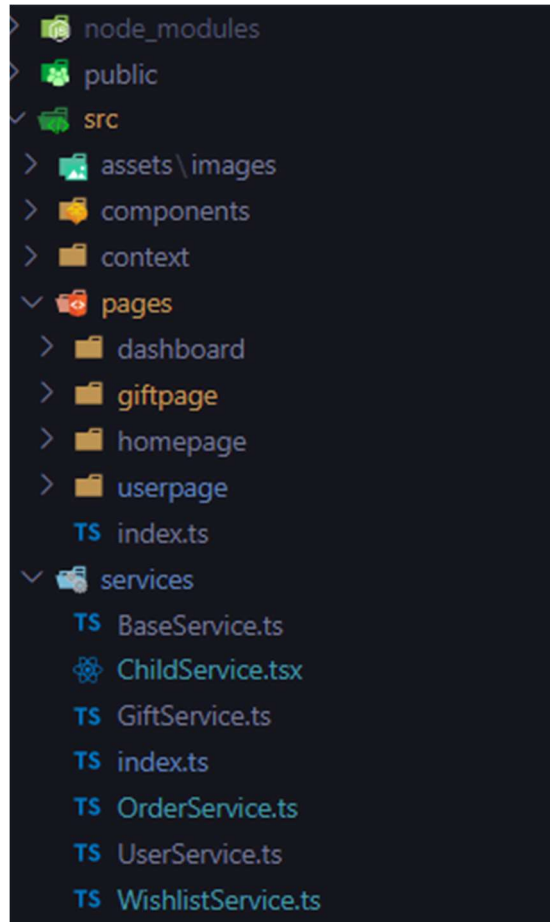 node_modules
public
src
assets\images
components
context
pages
dashboard
giftpage
homepage
userpage
TS index.ts
services
TS BaseService.ts
ChildService.tsx
TS GiftService.ts
TS index.ts
TS OrderService.ts
TS UserService.ts
TS WishlistService.ts